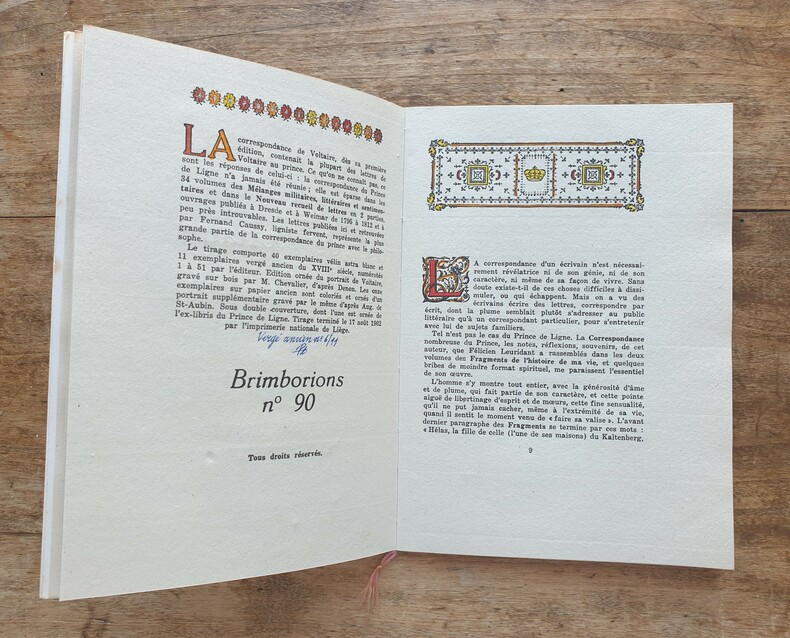 LA correspondance de Voltaire, dès sa première
édition, contenait la plupart des lettres de
Voltaire au prince. Ce qu'on ne connaît pas, ce
sont les réponses de celui-ci : la correspondance du Prince
de Ligne n'a jamais été réunie ; elle est éparse dans les
34 volumes des Mélanges militaires, littéraires et sentimen-
taires et dans le Nouveau recueil de lettres en 2 parties,
ouvrages publiés à Dresde et à Weimar de 1795 à 1812 et à
peu près introuvables. Les lettres publiées ici et retrouvées
par Fernand Caussy, ligniste fervent, représente la plus
grande partie de la correspondance du prince avec le philo-
sophe.
Le tirage comporte 40 exemplaires vélin astra blanc et
11 exemplaires vergé ancien du XVIIIe siècle, numérotés
1 à 51 par l'éditeur. Edition ornée du portrait de Voltaire,
gravé sur bois par M. Chevalier, d'après Denon. Les onze
exemplaires sur papier ancien sont coloriés et ornés d'un
portrait supplémentaire gravé par le même d'après Aug. de
St-Aubin. Sous double couverture, dont l'une est ornée de
l'ex-libris du Prince de Ligne. Tirage terminé le 17 août 1962
par l'imprimerie nationale de Liège.
Vergé ancien n° 6/11
Brimborions
n° 90
Tous droits réservés.
LA correspondance d'un écrivain n'est nécessai-
rement révélatrice ni de son génie, ni de son
caractère, ni même de sa façon de vivre. Sans
doute existe-t-il de ces choses difficiles à dissi-
muler, ou qui échappent. Mais on a vu des
écrivains écrire des lettres, correspondre par
écrit, dont la plume semblait plutôt s'adresser au public
littéraire qu'à un correspondant particulier, pour s'entretenir
avec lui de sujets familiers.
Tel n'est pas le cas du Prince de Ligne. La Correspondance
nombreuse du Prince, les notes, réflexions, souvenirs, de cet
auteur, que Félicien Leuridant a rassemblés dans les deux
volumes des Fragments de l'histoire de ma vie, et quelques
bribes de moindre format spirituel, me paraissent l'essentiel
de son œuvre.
L'homme s'y montre tout entier, avec la générosité d'âme
et de plume, qui fait partie de son caractère, et cette pointe
aiguë de libertinage d'esprit et de mœurs, cette fine sensualité,
qu'il ne put jamais cacher, même à l'extrémité de sa vie,
quand il sentit le moment venu de « faire sa valise ». L'avant
dernier paragraphe des Fragments se termine par ces mots :
« Hélas, la fille de celle (l'une de ses maisons) du Kaltenberg,
9